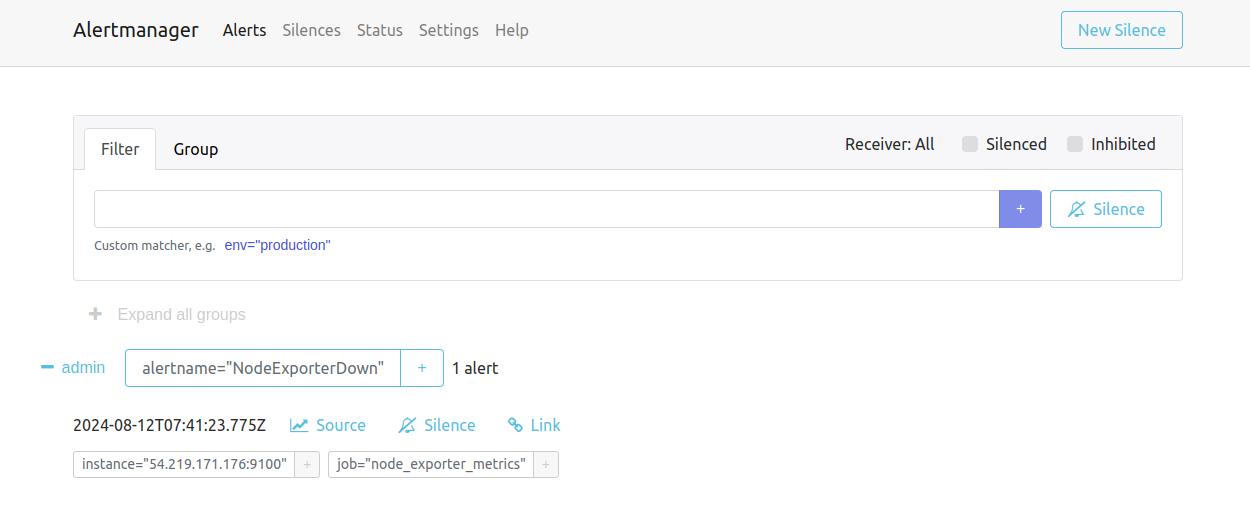 Alertmanager Alerts Silences Status Settings Help New Silence
Filter Group Receiver: All Silenced Inhibited
+ Silence
Custom matcher, e.g. env="production"
+ Expand all groups
− admin alertname="NodeExporterDown" + 1 alert
2024-08-12T07:41:23.775Z Source Silence Link
instance="54.219.171.176:9100" + job="node_exporter_metrics" +